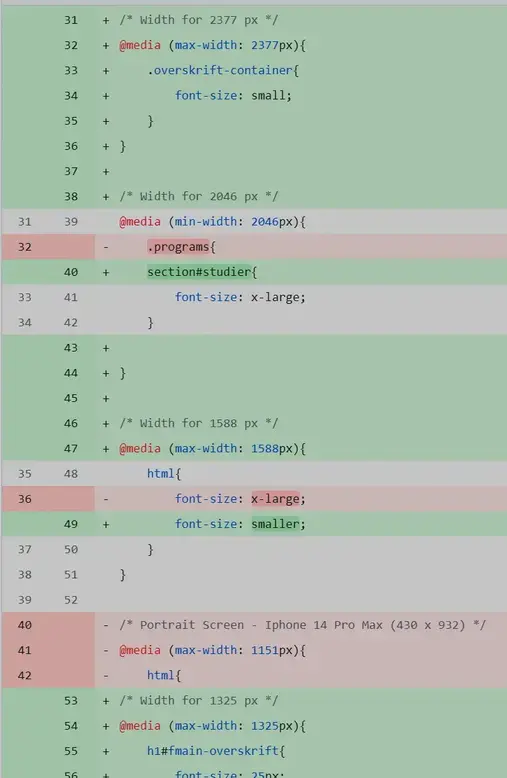 31 + /* Width for 2377 px */
32 + @media (max-width: 2377px){
33 + .overskrift-container{
34 + font-size: small;
35 + }
36 + }
37 +
38 + /* Width for 2046 px */
31 39 @media (min-width: 2046px){
32 - .programs{
40 + section#studier{
33 41 font-size: x-large;
34 42 }
43 +
44 + }
45 +
46 + /* Width for 1588 px */
47 + @media (max-width: 1588px){
35 48 html{
36 - font-size: x-large;
49 + font-size: smaller;
37 50 }
38 51 }
39 52
40 - /* Portrait Screen - Iphone 14 Pro Max (430 x 932) */
41 - @media (max-width: 1151px){
42 - html{
53 + /* Width for 1325 px */
54 + @media (max-width: 1325px){
55 + h1#fmain-overskrift{
56 + font-size: 25px;